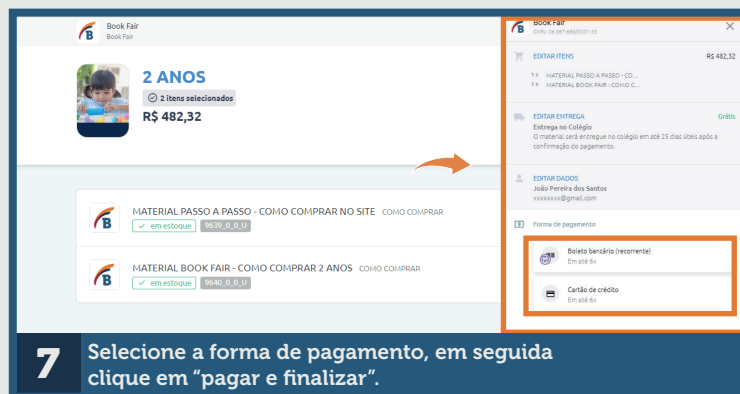 Book Fair
Book Fair
2 ANOS
2 itens selecionados
R$ 482,32
MATERIAL PASSO A PASSO - COMO COMPRAR NO SITE COMO COMPRAR
em estoque 9639_0_0_U
MATERIAL BOOK FAIR - COMO COMPRAR 2 ANOS COMO COMPRAR
em estoque 9640_0_0_U
Book Fair
EDITAR ITENS R$ 482,32
1 x MATERIAL PASSO A PASSO - CO...
1 x MATERIAL BOOK FAIR - COMO C...
EDITAR ENTREGA Grátis
Entrega no Colégio
O material será entregue no colégio em até 25 dias úteis após a
confirmação do pagamento.
EDITAR DADOS
João Pereira dos Santos
xxxxxxxx@gmail.com
Forma de pagamento
Boleto bancário (recorrente)
Em até 6x
Cartão de crédito
Em até 6x
7 Selecione a forma de pagamento, em seguida
clique em “pagar e finalizar”.